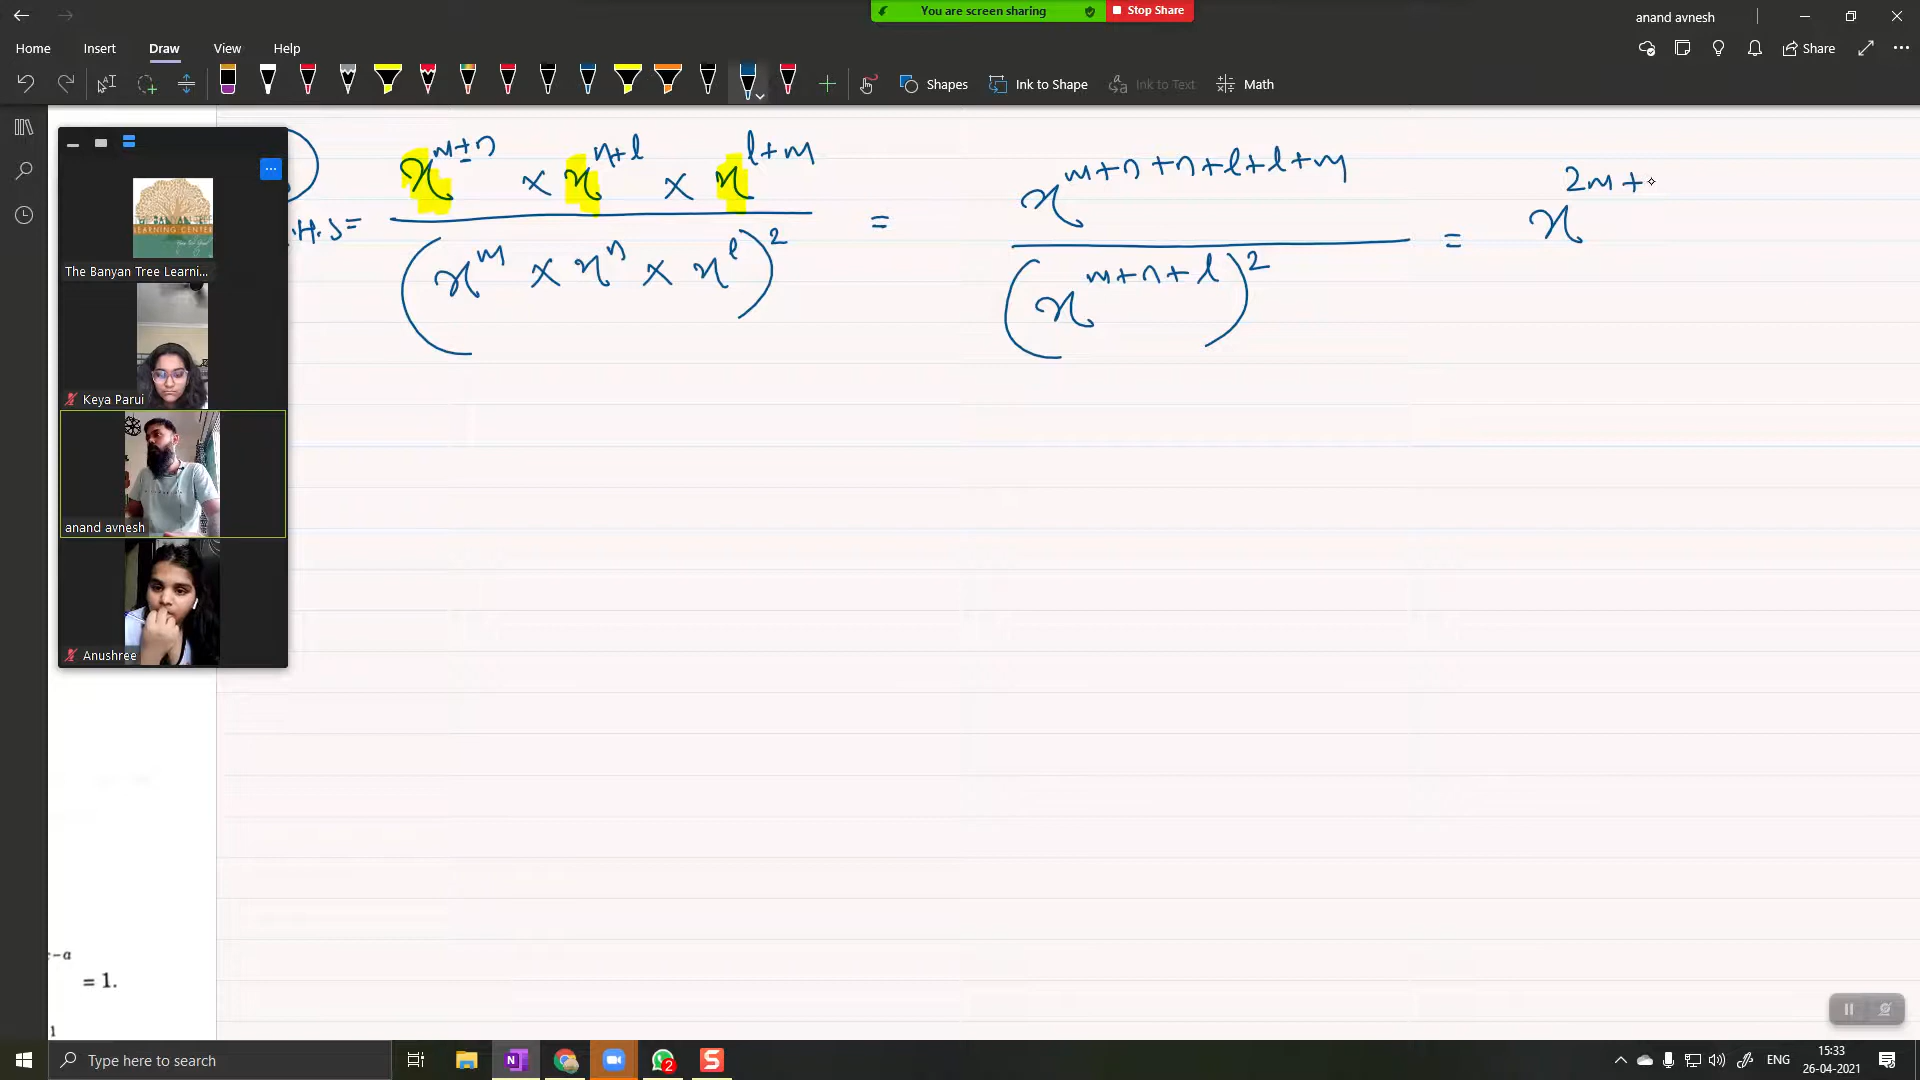 You are screen sharing Stop Share
anand avnesh
Home Insert Draw View Help
Share
Shapes Ink to Shape Ink to Text Math
x^{m+n} × x^{n+l} × x^{l+m}
.H.S =
(x^m × x^n × x^l)^2
=
x^{m+n+n+l+l+m}
(x^{m+n+l})^2
=
x^{2m+
The Banyan Tree Learni...
Keya Parui
anand avnesh
Anushree
-a
= 1.
1
Type here to search
2
ENG
15:33
26-04-2021